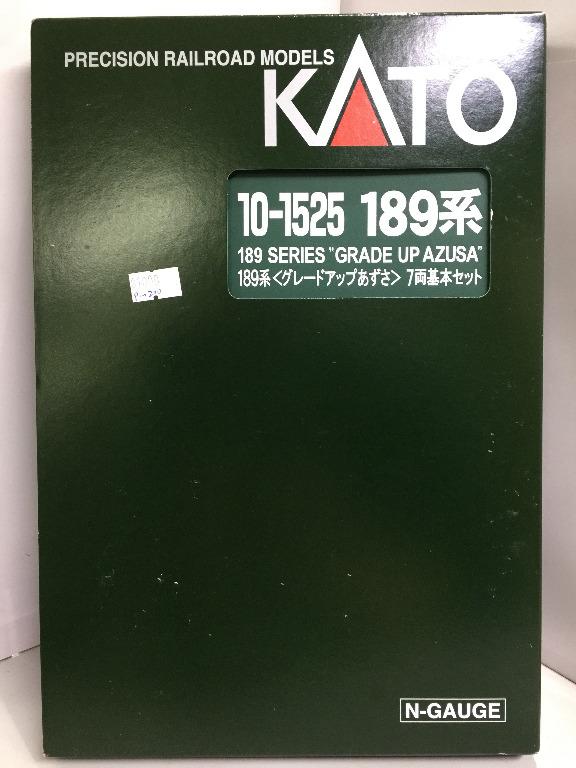 PRECISION RAILROAD MODELS
KATO
10-1525 189系
189 SERIES "GRADE UP AZUSA"
189系<グレードアップあずさ> 7両基本セット
N-GAUGE